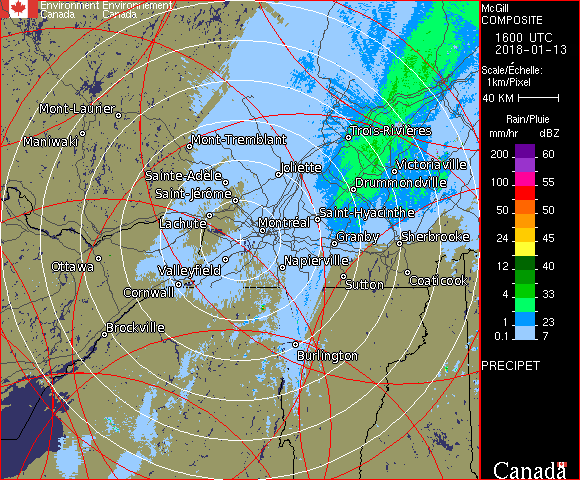 Environment Environnement
Canada Canada
McGill
COMPOSITE
1600 UTC
2018-01-13
Scale/Échelle:
1km/Pixel
40 KM
Rain/Pluie
mm/hr dBZ
200 60
100 55
50 50
24 45
12 40
4 33
1 23
0.1 7
PRECIPET
Canada
Mont-Laurier
Maniwaki
Mont-Tremblant
Trois-Rivières
Victoriaville
Joliette
Sainte-Adele
Drummondville
Saint-Jérôme
Saint-Hyacinthe
Lachute
Montréal
Granby
Sherbrooke
Ottawa
Valleyfield
Napierville
Coaticook
Sutton
Cornwall
Brockville
Burlington